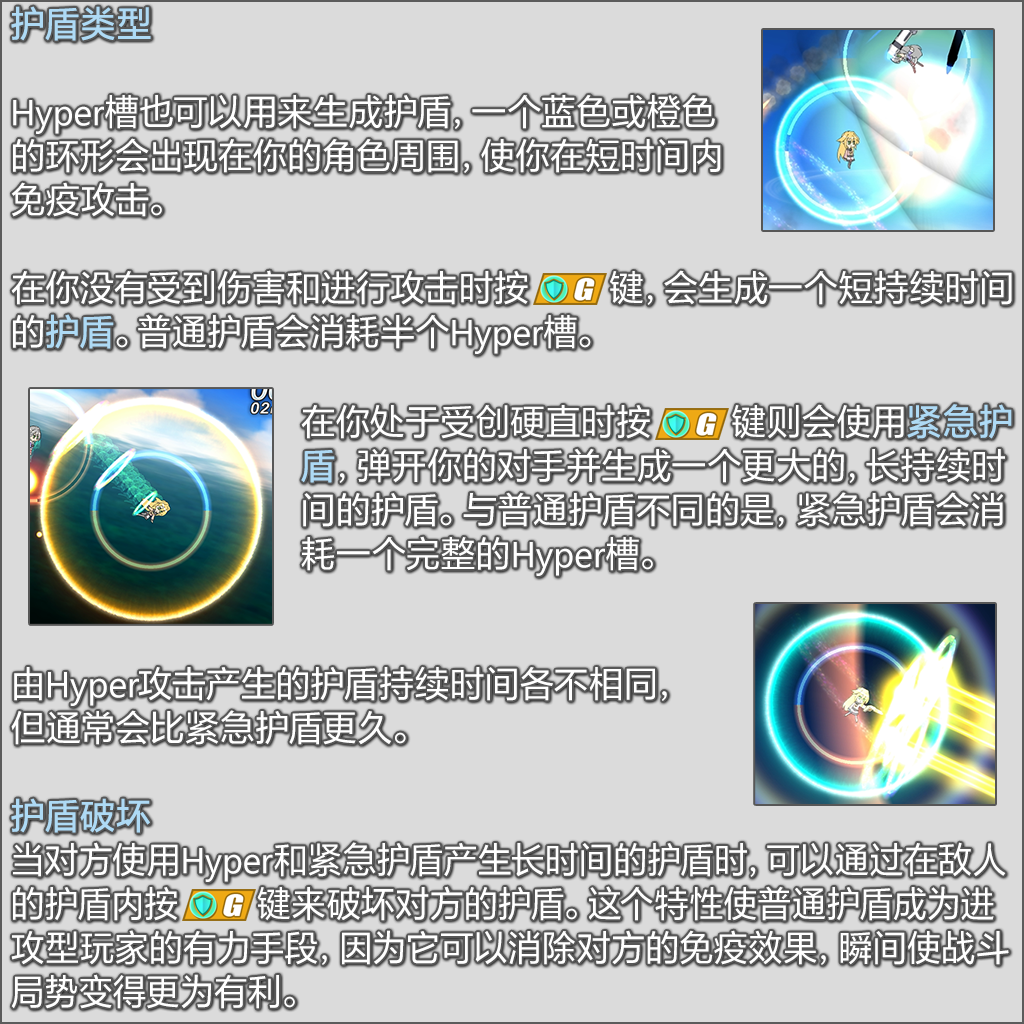 护盾类型
Hyper槽也可以用来生成护盾, 一个蓝色或橙色
的环形会出现在你的角色周围, 使你在短时间内
免疫攻击。
在你没有受到伤害和进行攻击时按 G 键, 会生成一个短持续时间
的护盾。普通护盾会消耗半个Hyper槽。
在你处于受创硬直时按 G 键则会使用紧急护
盾, 弹开你的对手并生成一个更大的, 长持续时
间的护盾。与普通护盾不同的是, 紧急护盾会消
耗一个完整的Hyper槽。
由Hyper攻击产生的护盾持续时间各不相同,
但通常会比紧急护盾更久。
护盾破坏
当对方使用Hyper和紧急护盾产生长时间的护盾时, 可以通过在敌人
的护盾内按 G 键来破坏对方的护盾。这个特性使普通护盾成为进
攻型玩家的有力手段, 因为它可以消除对方的免疫效果, 瞬间使战斗
局势变得更为有利。